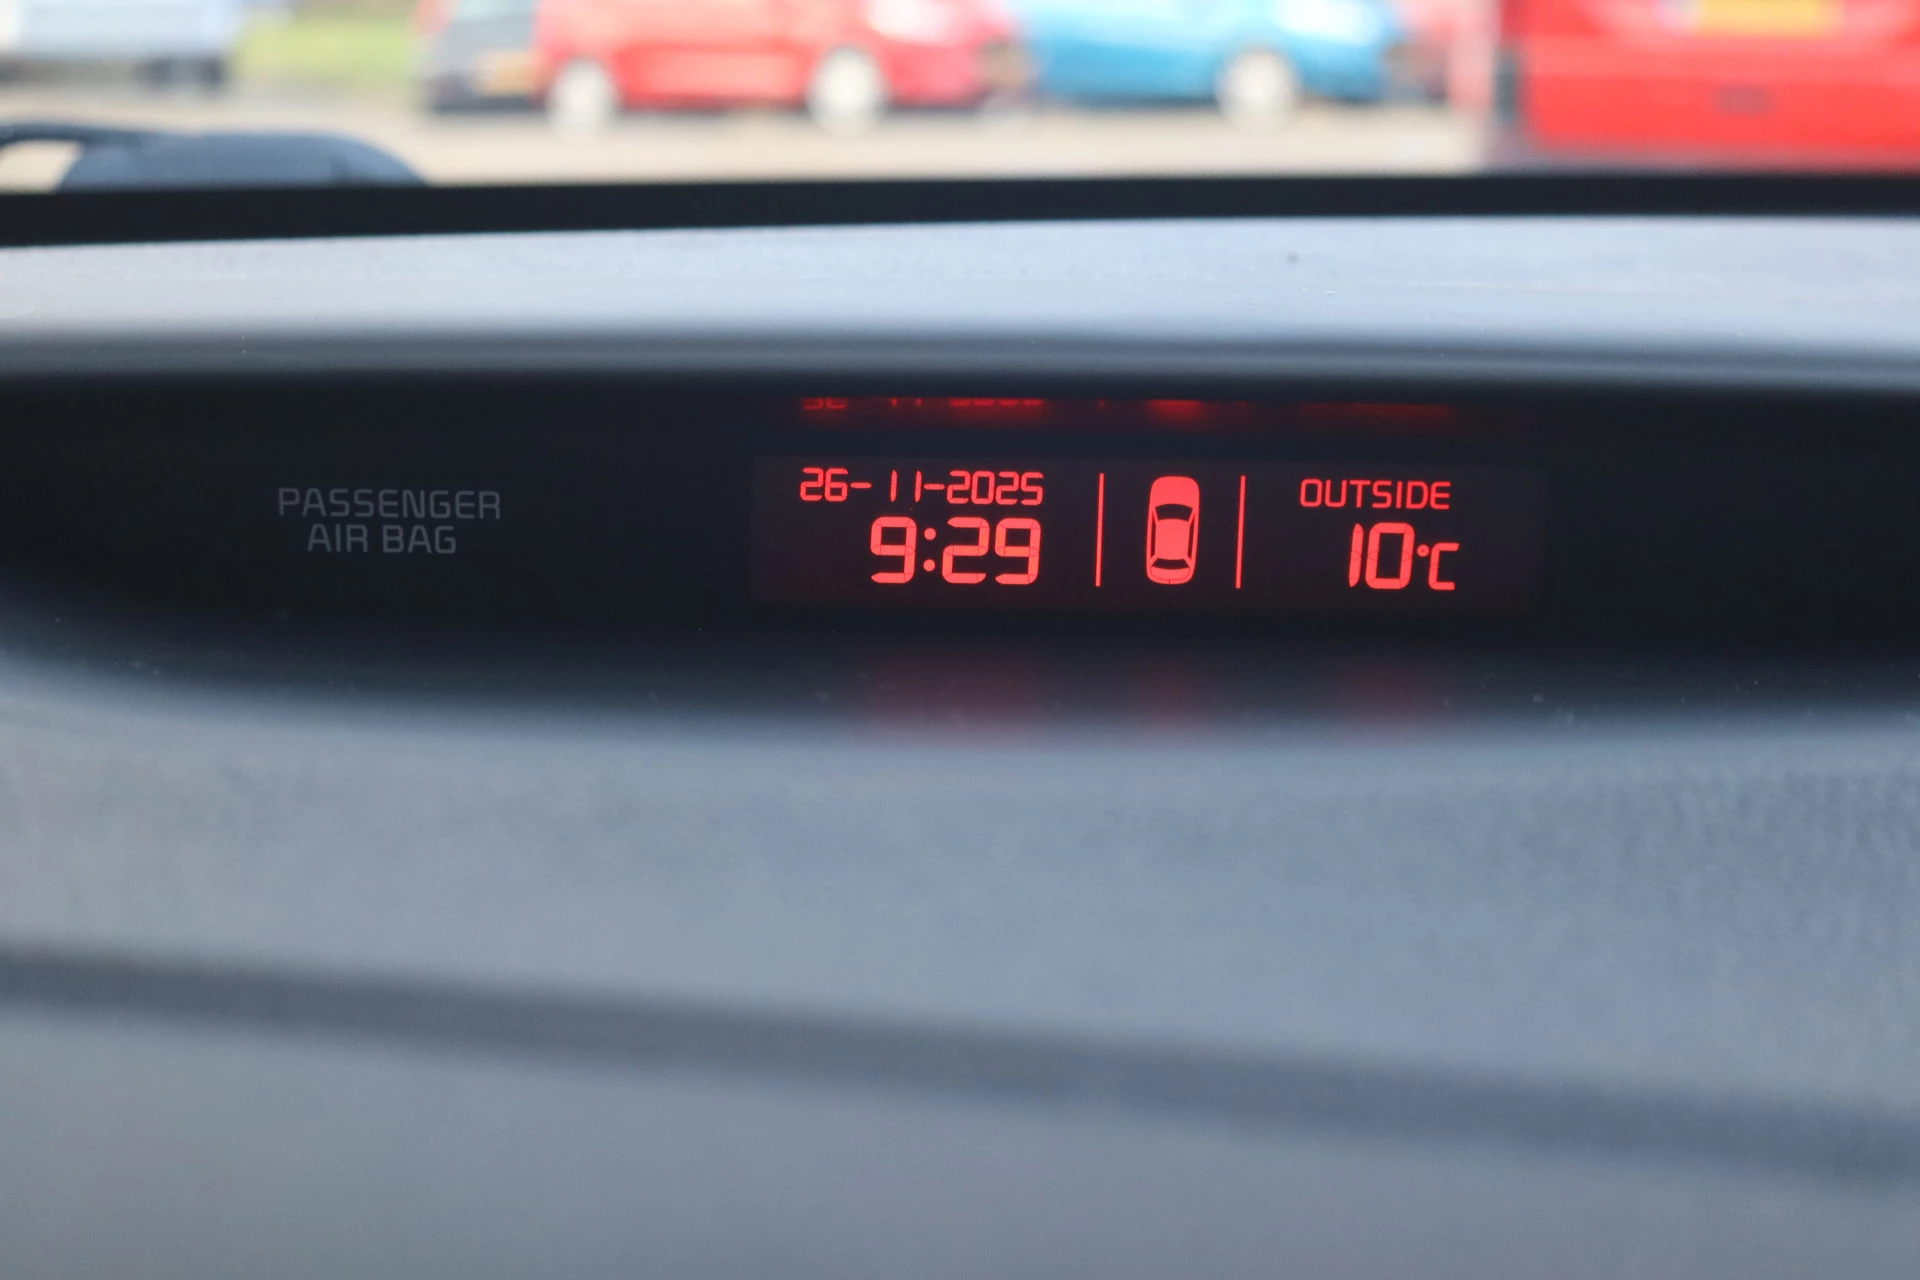 PASSENGER
AIR BAG
26-11-2025
9:29
OUTSIDE
10°C